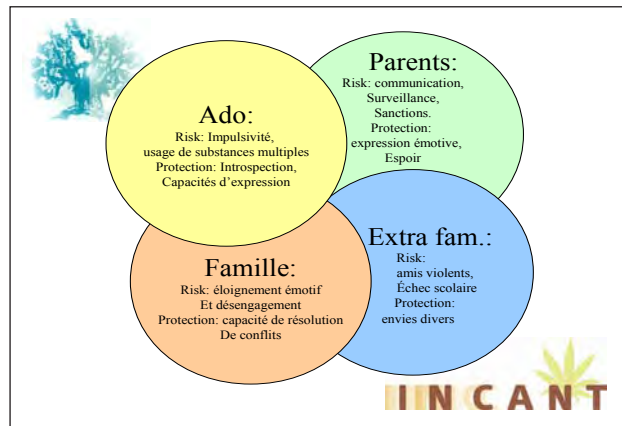 Ado:
Risk: Impulsivité,
usage de substances multiples
Protection: Introspection,
Capacités d'expression
Parents:
Risk: communication,
Surveillance,
Sanctions.
Protection:
expression émotive,
Espoir
Famille:
Risk: éloignement émotif
Et désengagement
Protection: capacité de résolution
De conflits
Extra fam.:
Risk:
amis violents,
Échec scolaire
Protection:
envies divers
INCANT